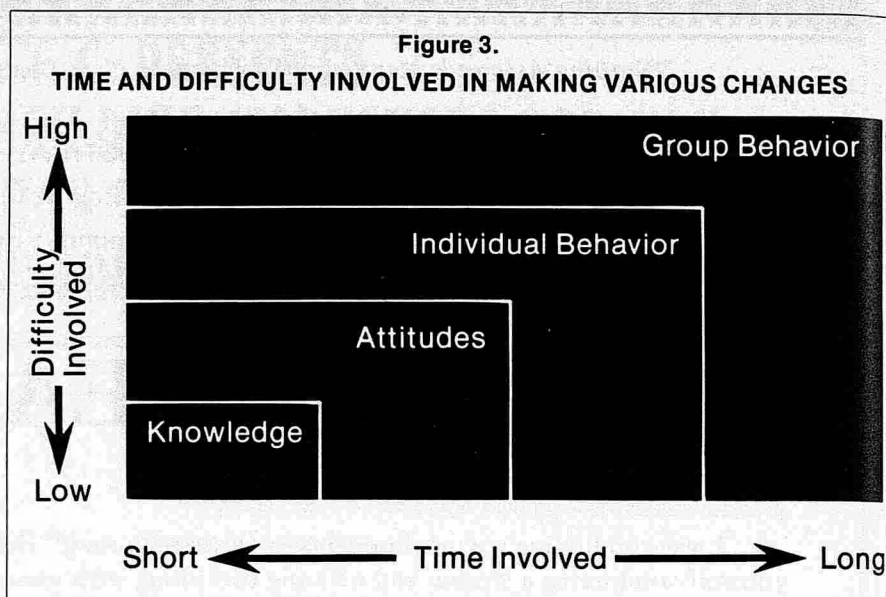 Figure 3.
TIME AND DIFFICULTY INVOLVED IN MAKING VARIOUS CHANGES
High
Group Behavior
Individual Behavior
Difficulty
Involved
Attitudes
Knowledge
Low
Short
Time Involved
Long